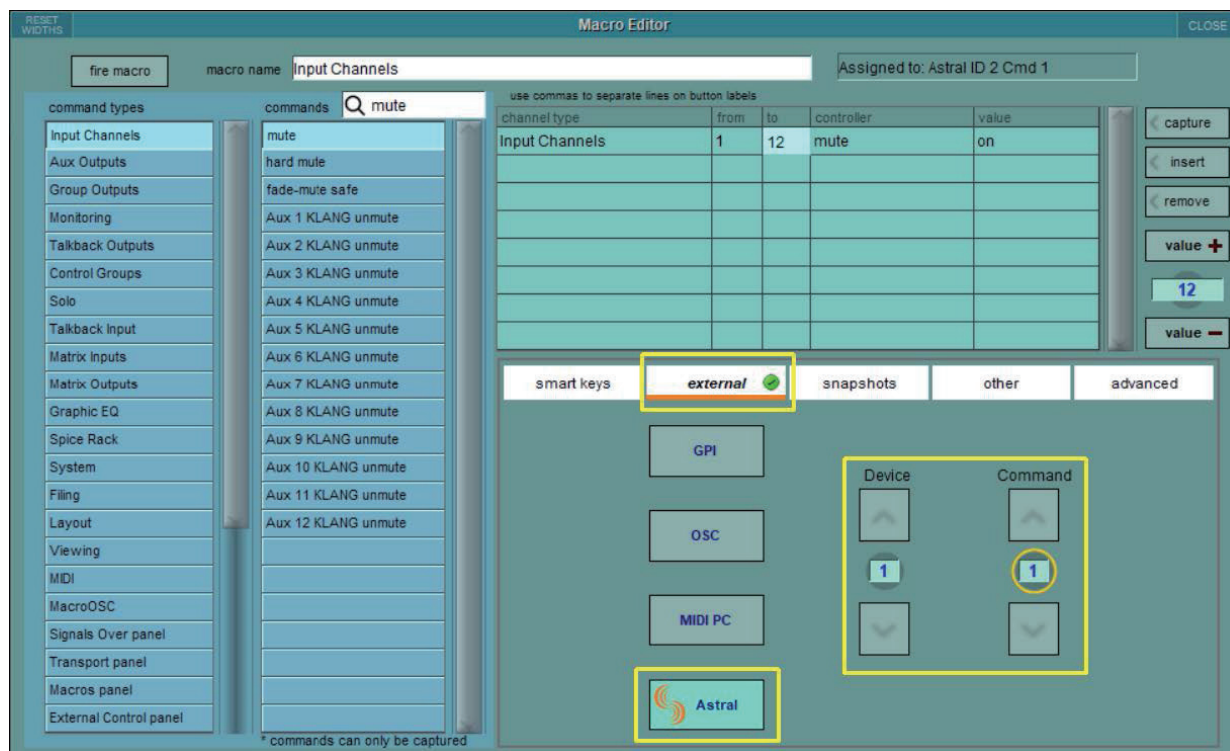 RESET
WIDTHS
Macro Editor
CLOSE
fire macro
macro name
Input Channels
Assigned to: Astral ID 2 Cmd 1
command types
commands
mute
use commas to separate lines on button labels
Input Channels
Aux Outputs
Group Outputs
Monitoring
Talkback Outputs
Control Groups
Solo
Talkback Input
Matrix Inputs
Matrix Outputs
Graphic EQ
Spice Rack
System
Filing
Layout
Viewing
MIDI
MacroOSC
Signals Over panel
Transport panel
Macros panel
External Control panel
mute
hard mute
fade-mute safe
Aux 1 KLANG unmute
Aux 2 KLANG unmute
Aux 3 KLANG unmute
Aux 4 KLANG unmute
Aux 5 KLANG unmute
Aux 6 KLANG unmute
Aux 7 KLANG unmute
Aux 8 KLANG unmute
Aux 9 KLANG unmute
Aux 10 KLANG unmute
Aux 11 KLANG unmute
Aux 12 KLANG unmute
* commands can only be captured
channel type from to controller value
Input Channels 1 12 mute on
capture
insert
remove
value +
12
value −
smart keys external snapshots other advanced
GPI
OSC
MIDI PC
Astral
Device Command
1 1